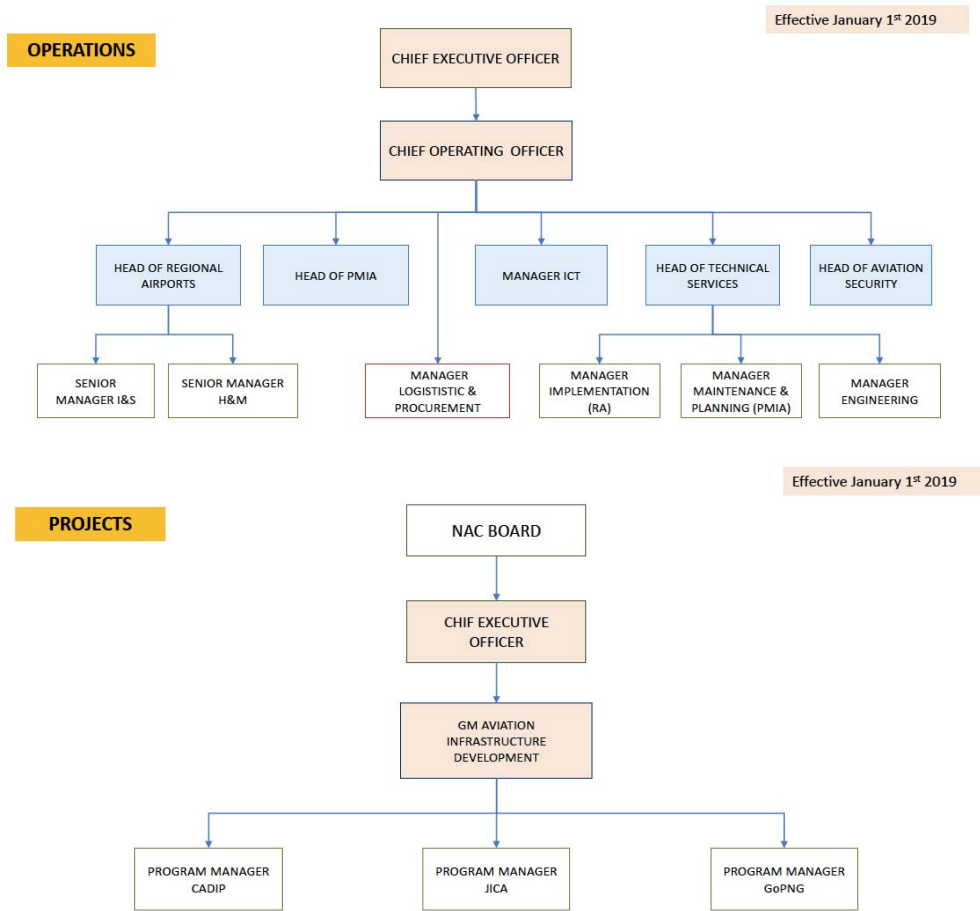 Effective January 1st 2019
OPERATIONS
CHIEF EXECUTIVE OFFICER
CHIEF OPERATING OFFICER
HEAD OF REGIONAL
AIRPORTS
HEAD OF PMIA
MANAGER ICT
HEAD OF TECHNICAL
SERVICES
HEAD OF AVIATION
SECURITY
SENIOR
MANAGER I&S
SENIOR MANAGER
H&M
MANAGER
LOGISTISTIC &
PROCUREMENT
MANAGER
IMPLEMENTATION
(RA)
MANAGER
MAINTENANCE &
PLANNING (PMIA)
MANAGER
ENGINEERING
Effective January 1st 2019
PROJECTS
NAC BOARD
CHIF EXECUTIVE
OFFICER
GM AVIATION
INFRASTRUCTURE
DEVELOPMENT
PROGRAM MANAGER
CADIP
PROGRAM MANAGER
JICA
PROGRAM MANAGER
GoPNG